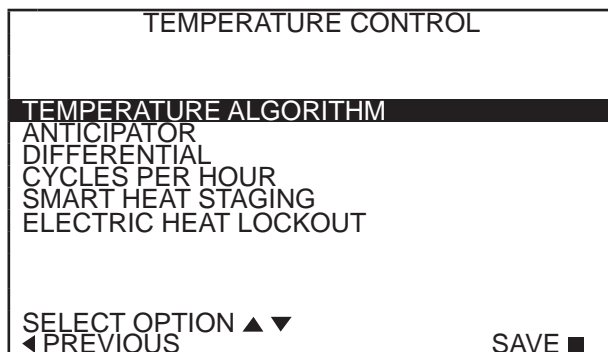 TEMPERATURE CONTROL
TEMPERATURE ALGORITHM
ANTICIPATOR
DIFFERENTIAL
CYCLES PER HOUR
SMART HEAT STAGING
ELECTRIC HEAT LOCKOUT
SELECT OPTION ▲ ▼
◀ PREVIOUS SAVE ■